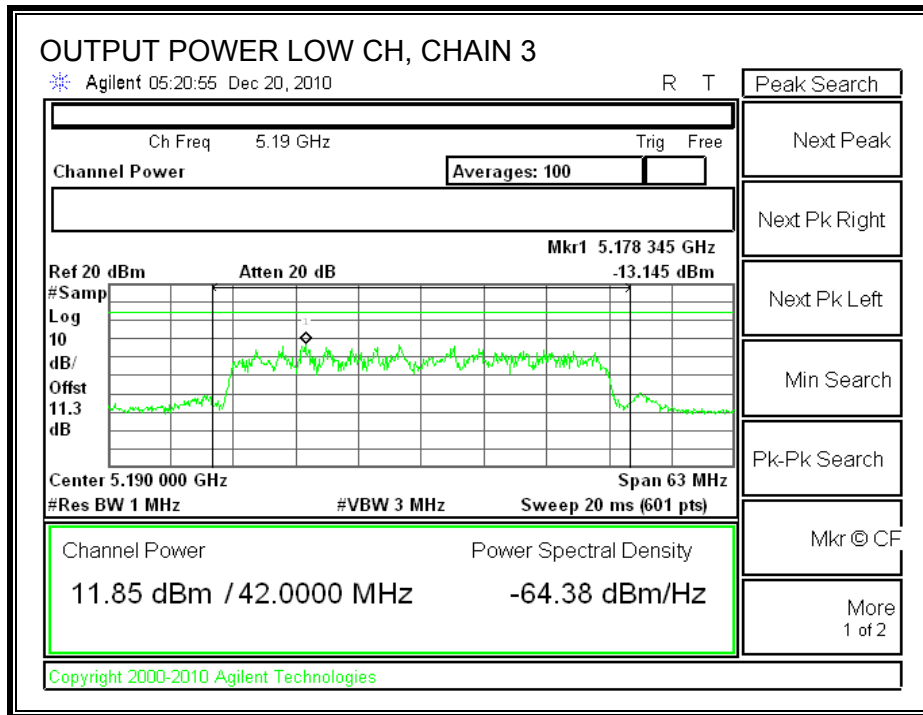 OUTPUT POWER LOW CH, CHAIN 3
Agilent 05:20:55 Dec 20, 2010 R T
Peak Search
Ch Freq 5.19 GHz Trig Free
Channel Power Averages: 100
Mkr1 5.178 345 GHz
Ref 20 dBm Atten 20 dB -13.145 dBm
#Samp
Log
10
dB/
Offst
11.3
dB
1
Center 5.190 000 GHz Span 63 MHz
#Res BW 1 MHz #VBW 3 MHz Sweep 20 ms (601 pts)
Channel Power Power Spectral Density
11.85 dBm / 42.0000 MHz -64.38 dBm/Hz
Copyright 2000-2010 Agilent Technologies
Next Peak
Next Pk Right
Next Pk Left
Min Search
Pk-Pk Search
Mkr © CF
More
1 of 2